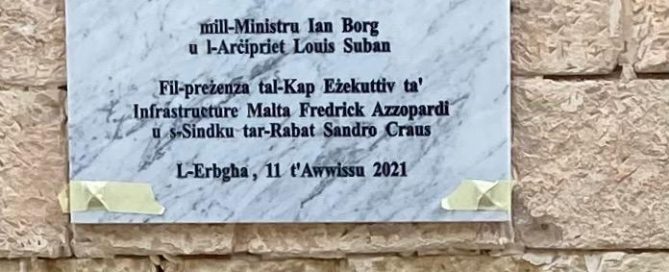 mill-Ministru Ian Borg
u l-Arċipriet Louis Suban
Fil-preżenza tal-Kap Eżekuttiv ta'
Infrastructure Malta Fredrick Azzopardi
u s-Sindku tar-Rabat Sandro Craus
L-Erbgha, 11 t'Awwissu 2021